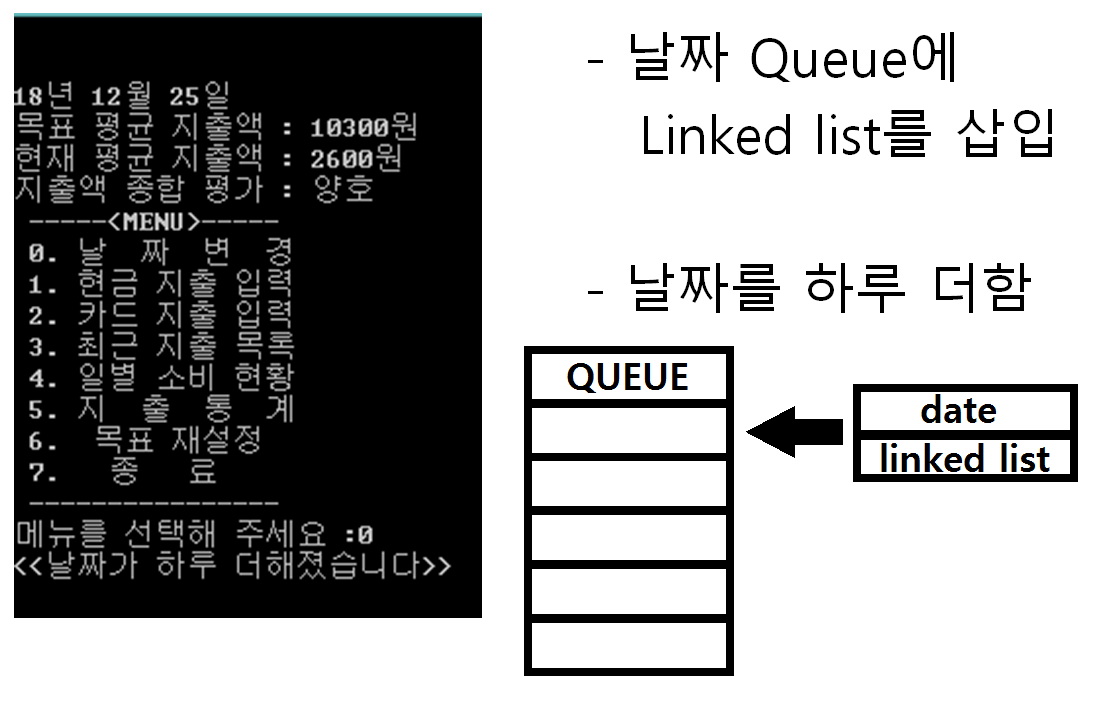 18년 12월 25일
목표 평균 지출액 : 10300원
현재 평균 지출액 : 2600원
지출액 종합 평가 : 양호
-----<MENU>-----
0. 날 짜 변 경
1. 현금 지출 입력
2. 카드 지출 입력
3. 최근 지출 목록
4. 일별 소비 현황
5. 지 출 통 계
6. 목표 재설정
7. 종 료
----------------
메뉴를 선택해 주세요 :0
<<날짜가 하루 더해졌습니다>>
- 날짜 Queue에
Linked list를 삽입
- 날짜를 하루 더함
QUEUE
date
linked list